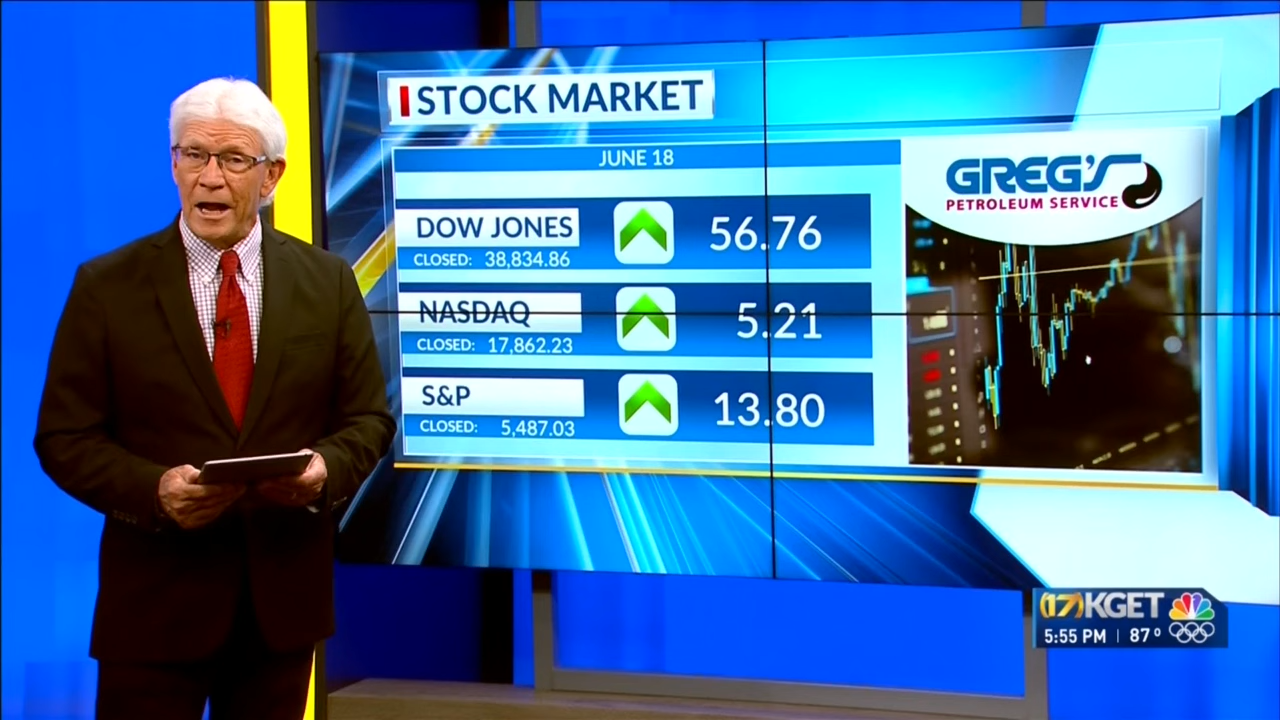 STOCK MARKET
JUNE 18
DOW JONES
CLOSED: 38,834.86
56.76
NASDAQ
CLOSED: 17,862.23
5.21
S&P
CLOSED: 5,487.03
13.80
GREG'S
PETROLEUM SERVICE
17 KGET
5:55 PM | 87°